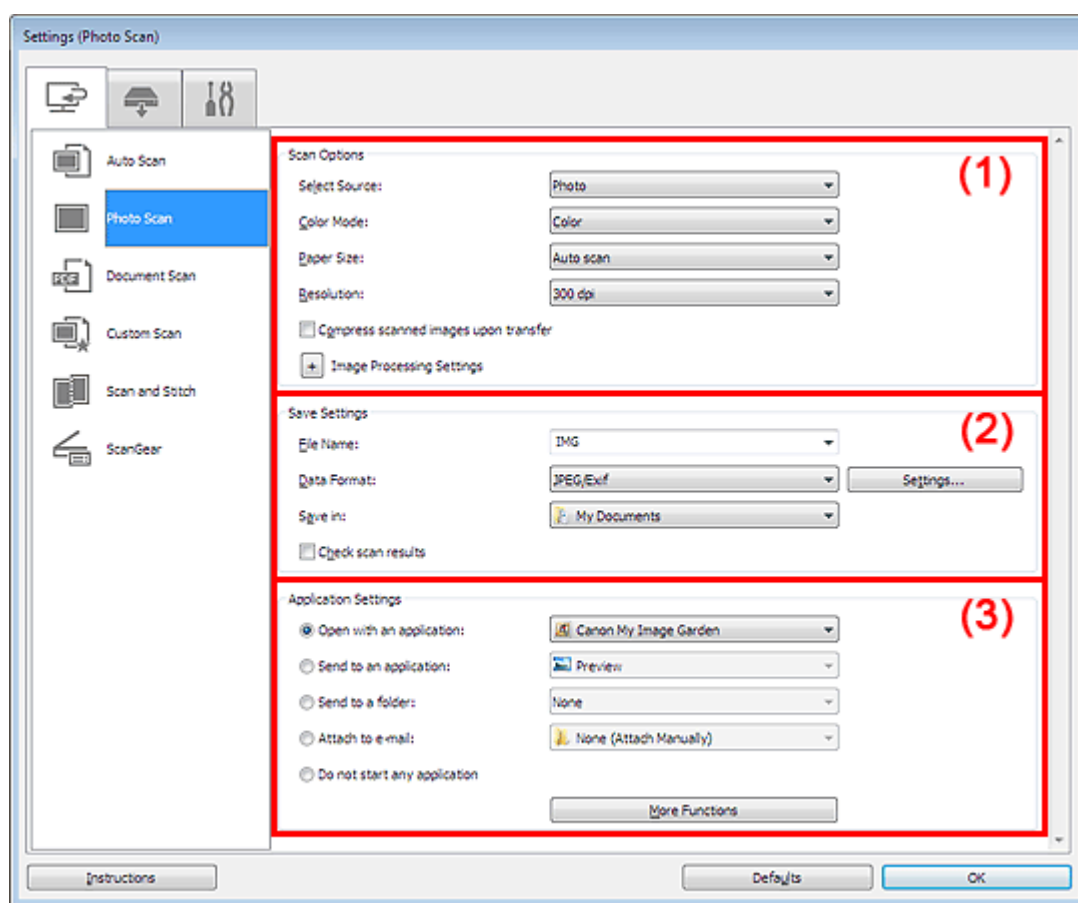 Settings (Photo Scan)
Auto Scan
Photo Scan
Document Scan
Custom Scan
Scan and Stitch
ScanGear
(1)
Scan Options
Select Source: Photo
Color Mode: Color
Paper Size: Auto scan
Resolution: 300 dpi
Compress scanned images upon transfer
+ Image Processing Settings
(2)
Save Settings
File Name: IMG
Data Format: JPEG/Exif Settings...
Save in: My Documents
Check scan results
(3)
Application Settings
Open with an application: Canon My Image Garden
Send to an application: Preview
Send to a folder: None
Attach to e-mail: None (Attach Manually)
Do not start any application
More Functions
Instructions Defaults OK